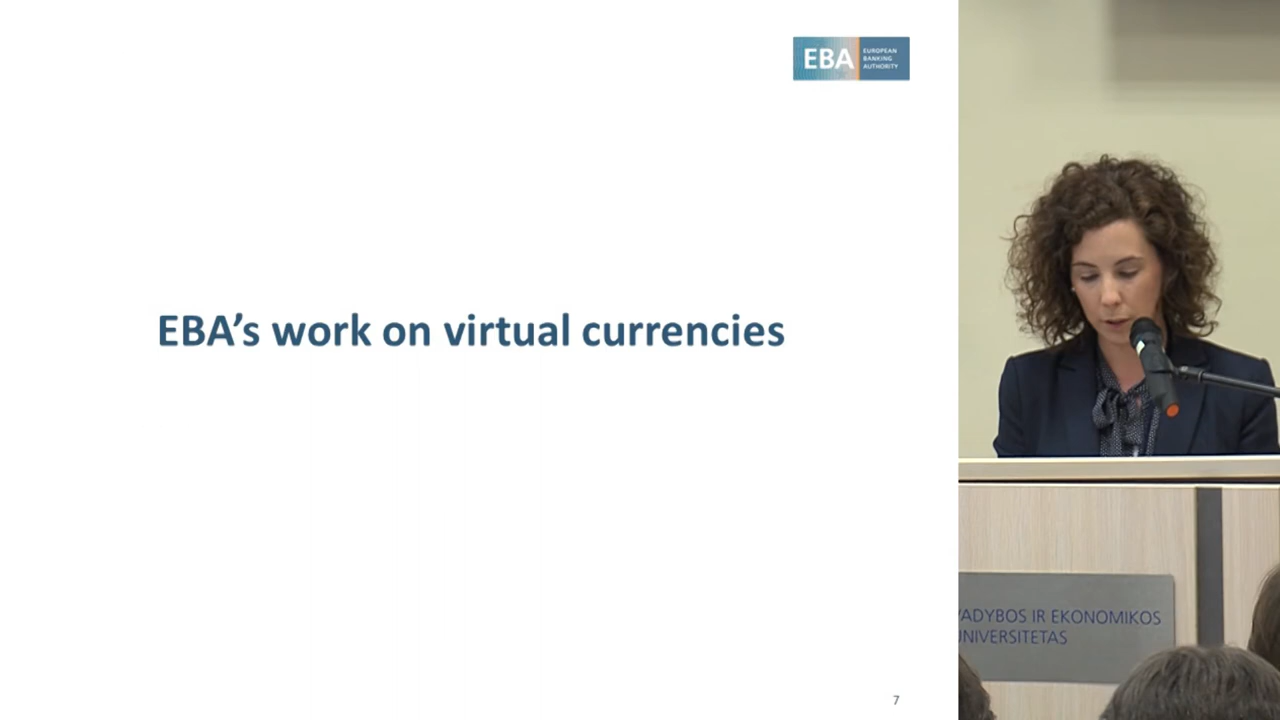 EBA EUROPEAN
BANKING
AUTHORITY
EBA’s work on virtual currencies
7
VADYBOS IR EKONOMIKOS
UNIVERSITETAS